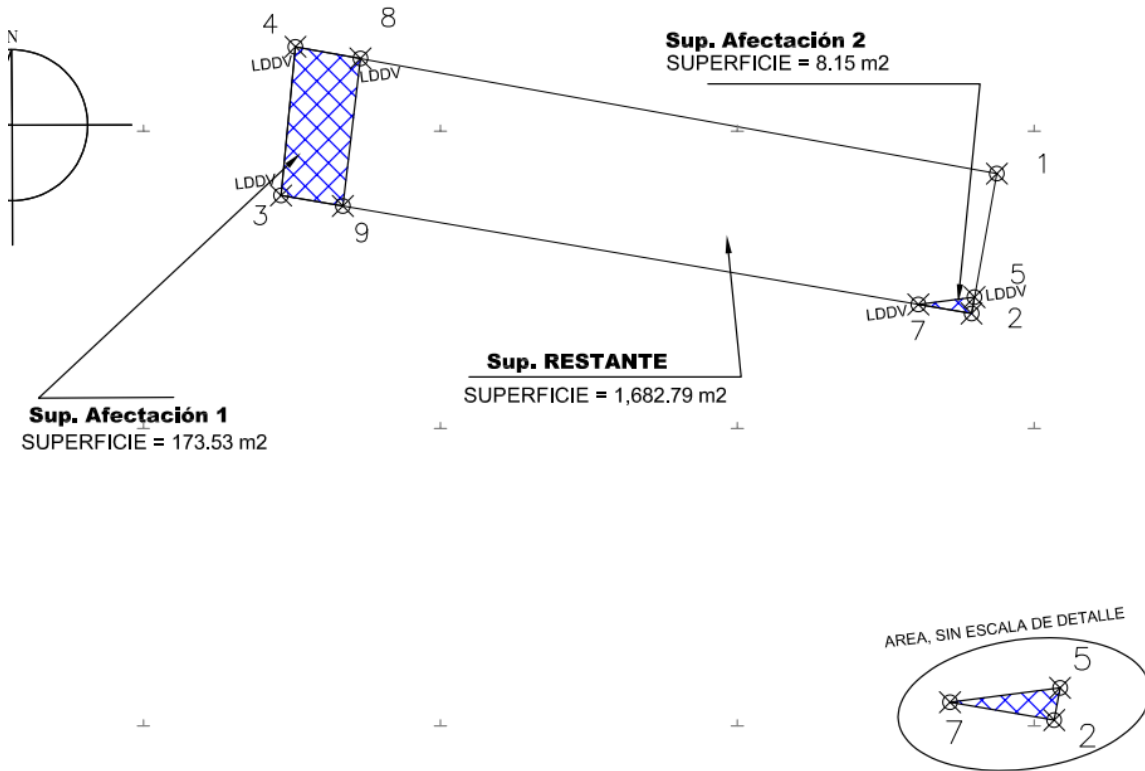 N
4
8
LDDV
LDDV
Sup. Afectación 2
SUPERFICIE = 8.15 m2
1
LDDV
3
9
5
LDDV
LDDV
7
2
Sup. RESTANTE
SUPERFICIE = 1,682.79 m2
Sup. Afectación 1
SUPERFICIE = 173.53 m2
AREA, SIN ESCALA DE DETALLE
5
7
2